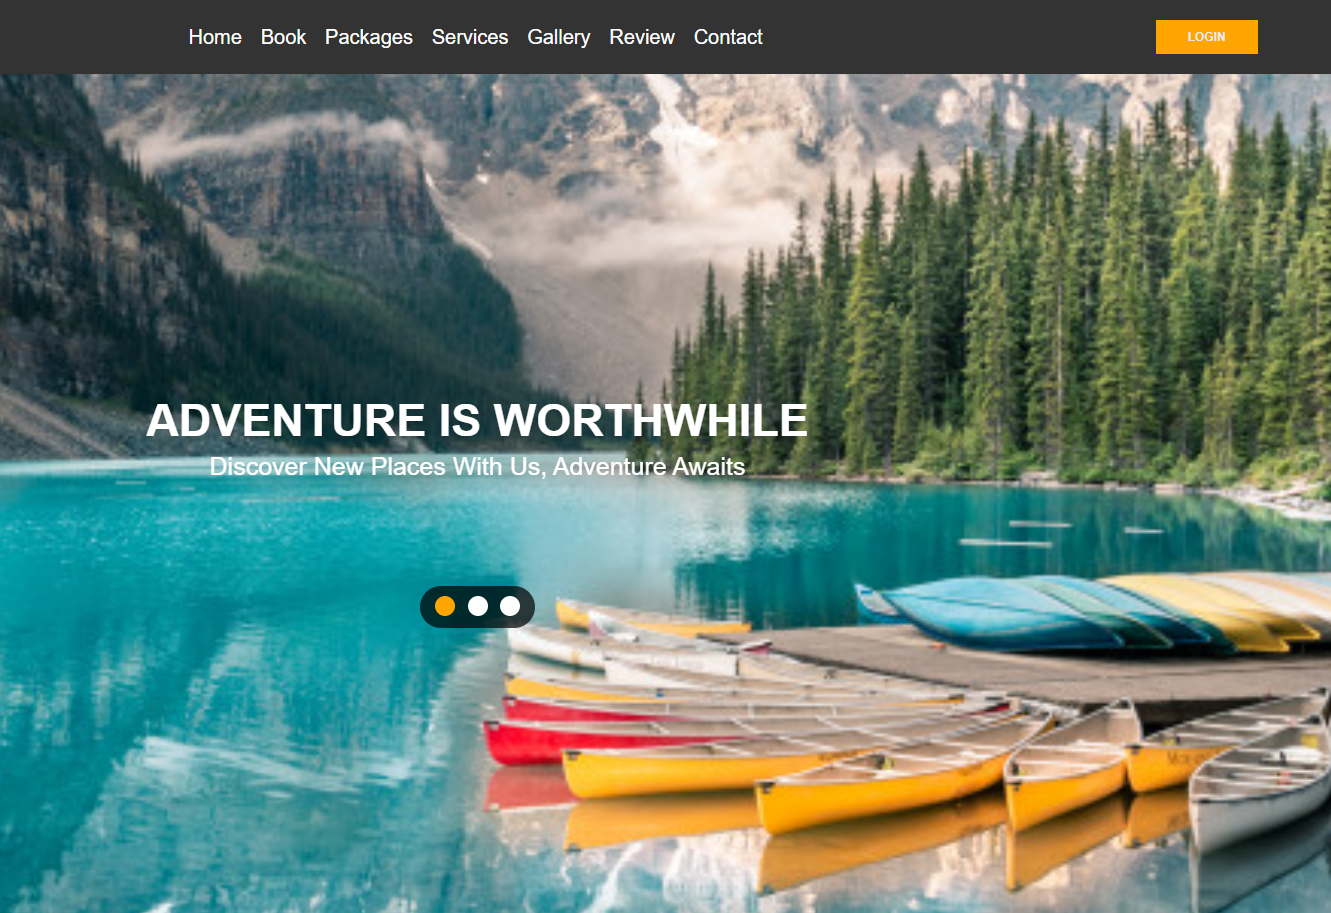 Home Book Packages Services Gallery Review Contact LOGIN
ADVENTURE IS WORTHWHILE
Discover New Places With Us, Adventure Awaits